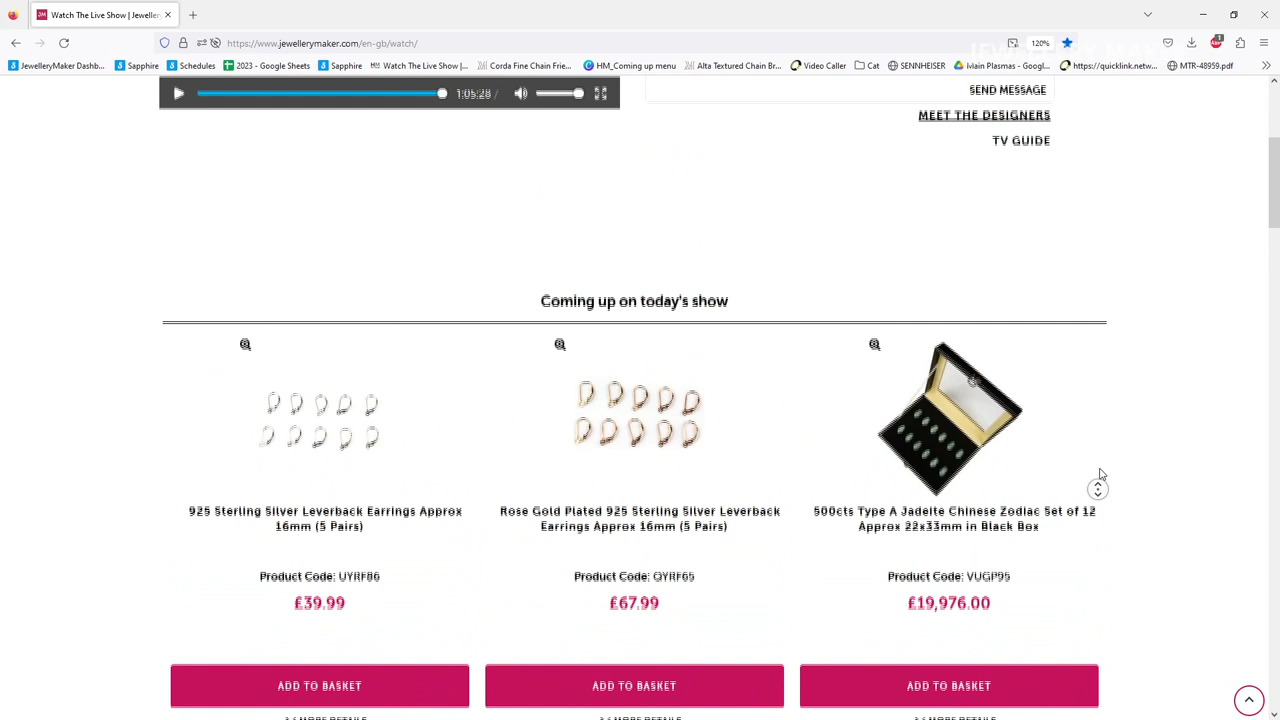 Watch The Live Show | Jeweller
JEWELLERY MAK
https://www.jewellerymaker.com/en-gb/watch/
120%
JewelleryMaker Dashb...
Sapphire
Schedules
2023 - Google Sheets
Sapphire
Watch The Live Show |...
Corda Fine Chain Frie...
HM_Coming up menu
Alta Textured Chain Br...
Video Caller
Cat
SENNHEISER
Main Plasmas - Googl...
https://quicklink.netw...
MTR-48959.pdf
1:05:28 /
SEND MESSAGE
MEET THE DESIGNERS
TV GUIDE
Coming up on today's show
925 Sterling Silver Leverback Earrings Approx
16mm (5 Pairs)
Product Code: UYRF86
£39.99
ADD TO BASKET
MORE DETAILS
Rose Gold Plated 925 Sterling Silver Leverback
Earrings Approx 16mm (5 Pairs)
Product Code: QYRF65
£67.99
ADD TO BASKET
MORE DETAILS
500cts Type A Jadeite Chinese Zodiac Set of 12
Approx 22x33mm in Black Box
Product Code: VUGP95
£19,976.00
ADD TO BASKET
MORE DETAILS